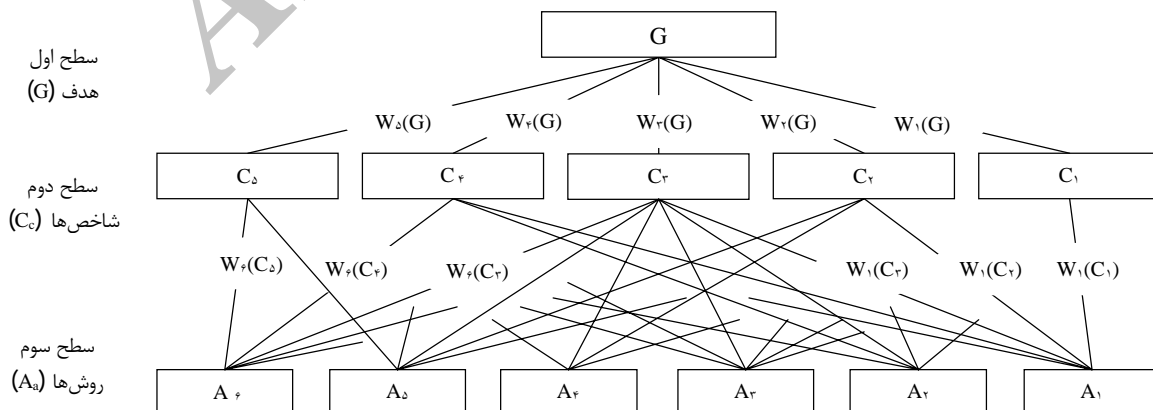 G
سطح اول
هدف (G)
W۱(G) W۲(G) W۳(G) W۴(G) W۵(G)
C۱ C۲ C۳ C۴ C۵
سطح دوم
شاخص‌ها (Cc)
W۱(C۱) W۱(C۲) W۱(C۳) W۶(C۳) W۶(C۴) W۶(C۵)
سطح سوم
روش‌ها (Aa)
A۱ A۲ A۳ A۴ A۵ A۶